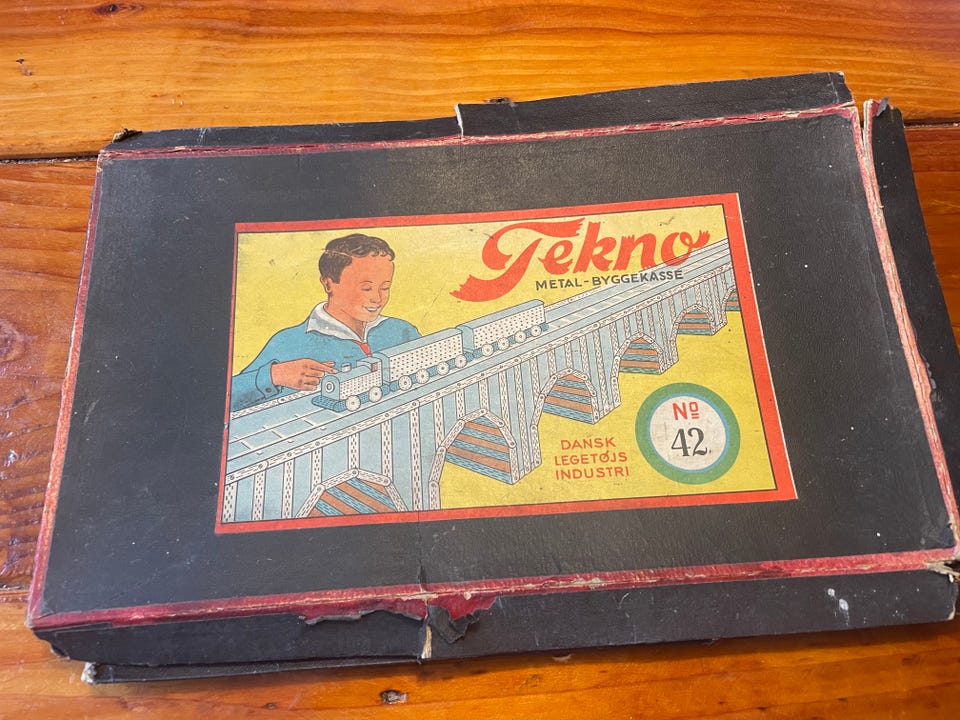 Tekno
METAL-BYGGEKASSE
DANSK
LEGETØJS
INDUSTRI
Nº
42.